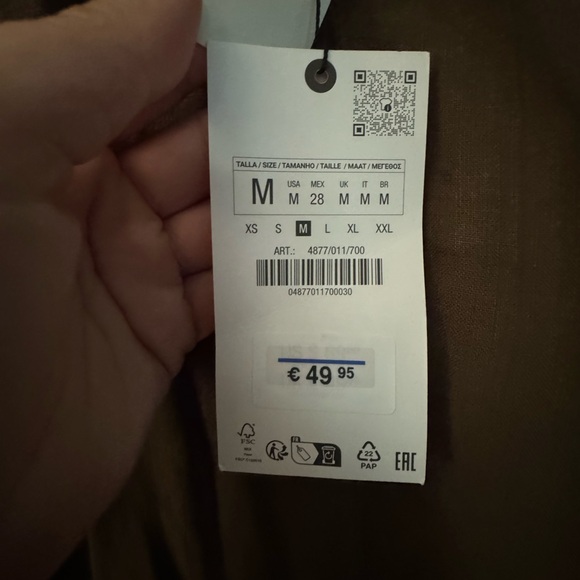 TALLA / SIZE / TAMANHO / TAILLE / MAAT / ΜΕΓΕΘΟΣ
M USA MEX UK IT BR
M 28 M M M
XS S M L XL XXL
ART.: 4877/011/700
04877011700030
€ 49 95
FSC
FR
22
PAP
EAC